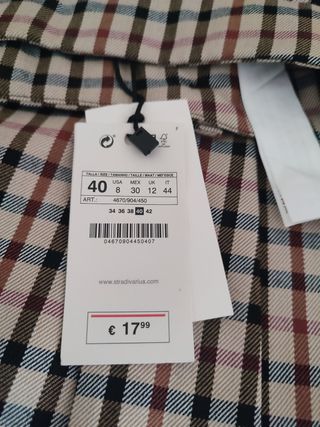 TALLA / SIZE / TAMANHO / TAILLE / MAAT / MEГЕООЕ
40
USA
8
MEX
30
UK
12
IT
44
ART.:
4670/904/450
34 36 38 40 42
04670904450407
www.stradivarius.com
€ 17.99